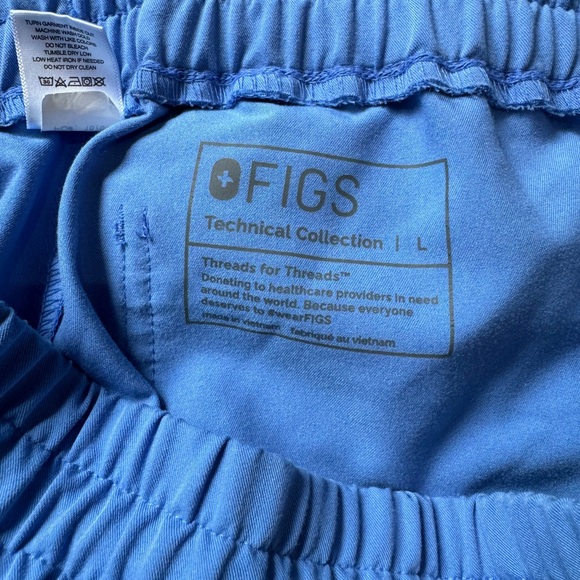 TURN GARMENT INSIDE OUT
MACHINE WASH COLD
WASH WITH LIKE COLORS
DO NOT BLEACH
TUMBLE DRY LOW
LOW HEAT IRON IF NEEDED
DO NOT DRY CLEAN
FIGS
Technical Collection | L
Threads for Threads™
Donating to healthcare providers in need
around the world. Because everyone
deserves to #wearFIGS
made in vietnam fabriqué au vietnam